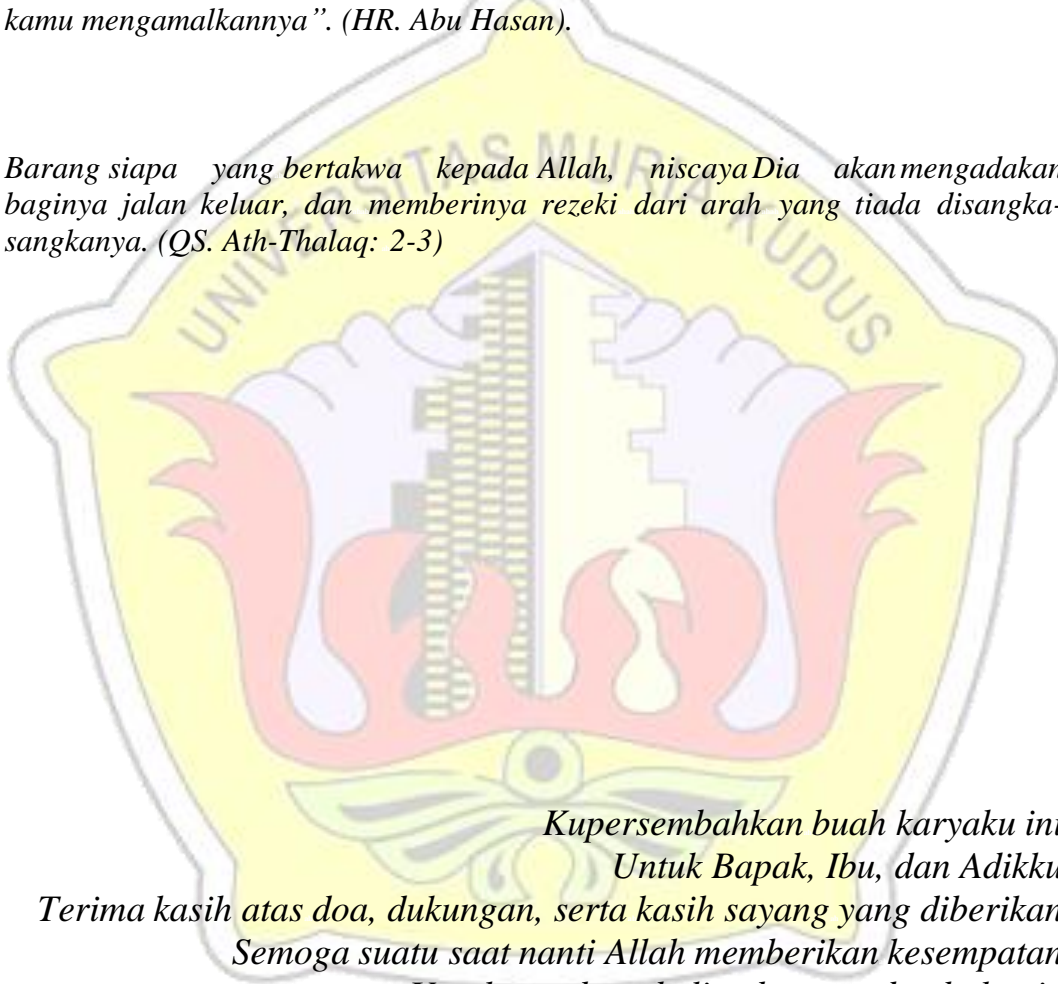 kamu mengamalkannya”. (HR. Abu Hasan).
Barang siapa yang bertakwa kepada Allah, niscaya Dia akan mengadakan
baginya jalan keluar, dan memberinya rezeki dari arah yang tiada disangka-
sangkanya. (QS. Ath-Thalaq: 2-3)
UNIVERSITAS MURIA KUDUS
Kupersembahkan buah karyaku ini
Untuk Bapak, Ibu, dan Adikku
Terima kasih atas doa, dukungan, serta kasih sayang yang diberikan
Semoga suatu saat nanti Allah memberikan kesempatan